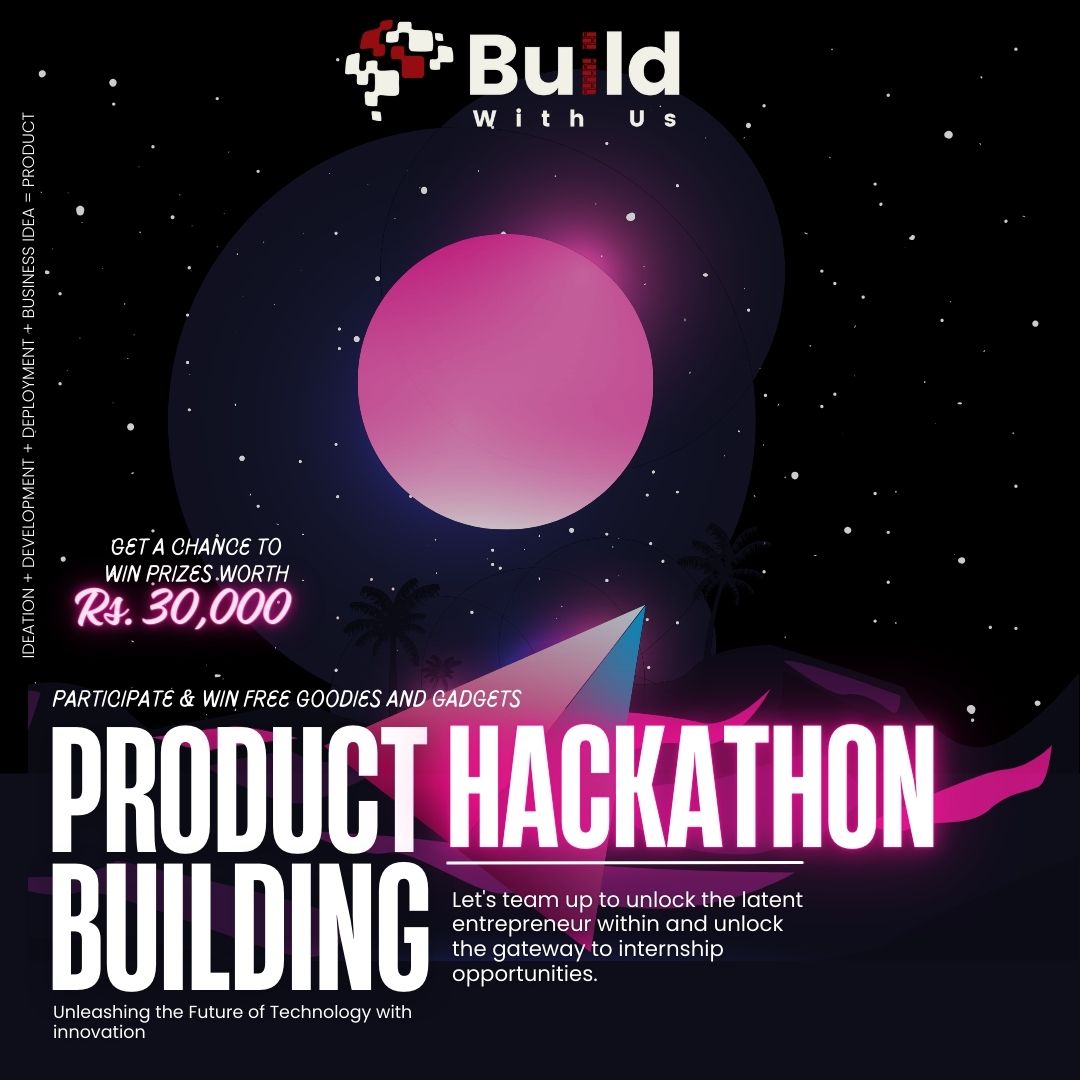 Build
With Us
IDEATION + DEVELOPMENT + DEPLOYMENT + BUSINESS IDEA = PRODUCT
GET A CHANCE TO
WIN PRIZES WORTH
Rs. 30,000
PARTICIPATE & WIN FREE GOODIES AND GADGETS
PRODUCT HACKATHON
BUILDING
Let's team up to unlock the latent
entrepreneur within and unlock
the gateway to internship
opportunities.
Unleashing the Future of Technology with
innovation